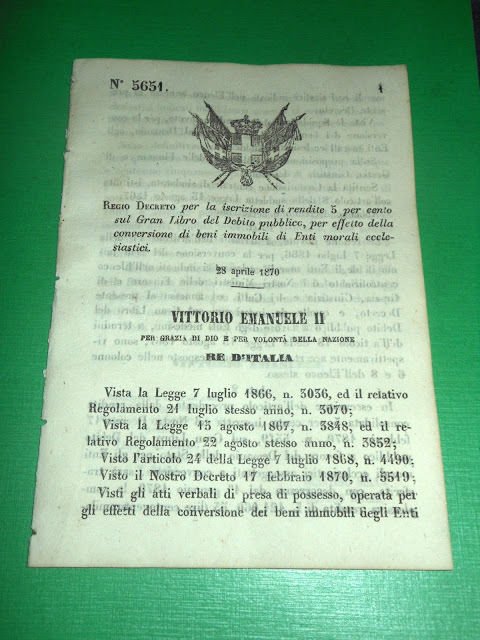 N° 5651.
1
REGIO DECRETO per la iscrizione di rendite 5 per cento
sul Gran Libro del Debito pubblico, per effetto della
conversione di beni immobili di Enti morali eccle-
siastici.
28 aprile 1870
VITTORIO EMANUELE II
PER GRAZIA DI DIO E PER VOLONTÀ DELLA NAZIONE
RE D'ITALIA
Vista la Legge 7 luglio 1866, n. 3036, ed il relativo
Regolamento 21 luglio stesso anno, n. 3070;
Vista la Legge 15 agosto 1867, n. 3848, ed il re-
lativo Regolamento 22 agosto stesso anno, n. 3852;
Visto l'articolo 24 della Legge 7 luglio 1868, n. 4490;
Visto il Nostro Decreto 17 febbraio 1870, n. 5519;
Visti gli atti verbali di presa di possesso, operata per
gli effetti della conversione dei beni immobili degli Enti